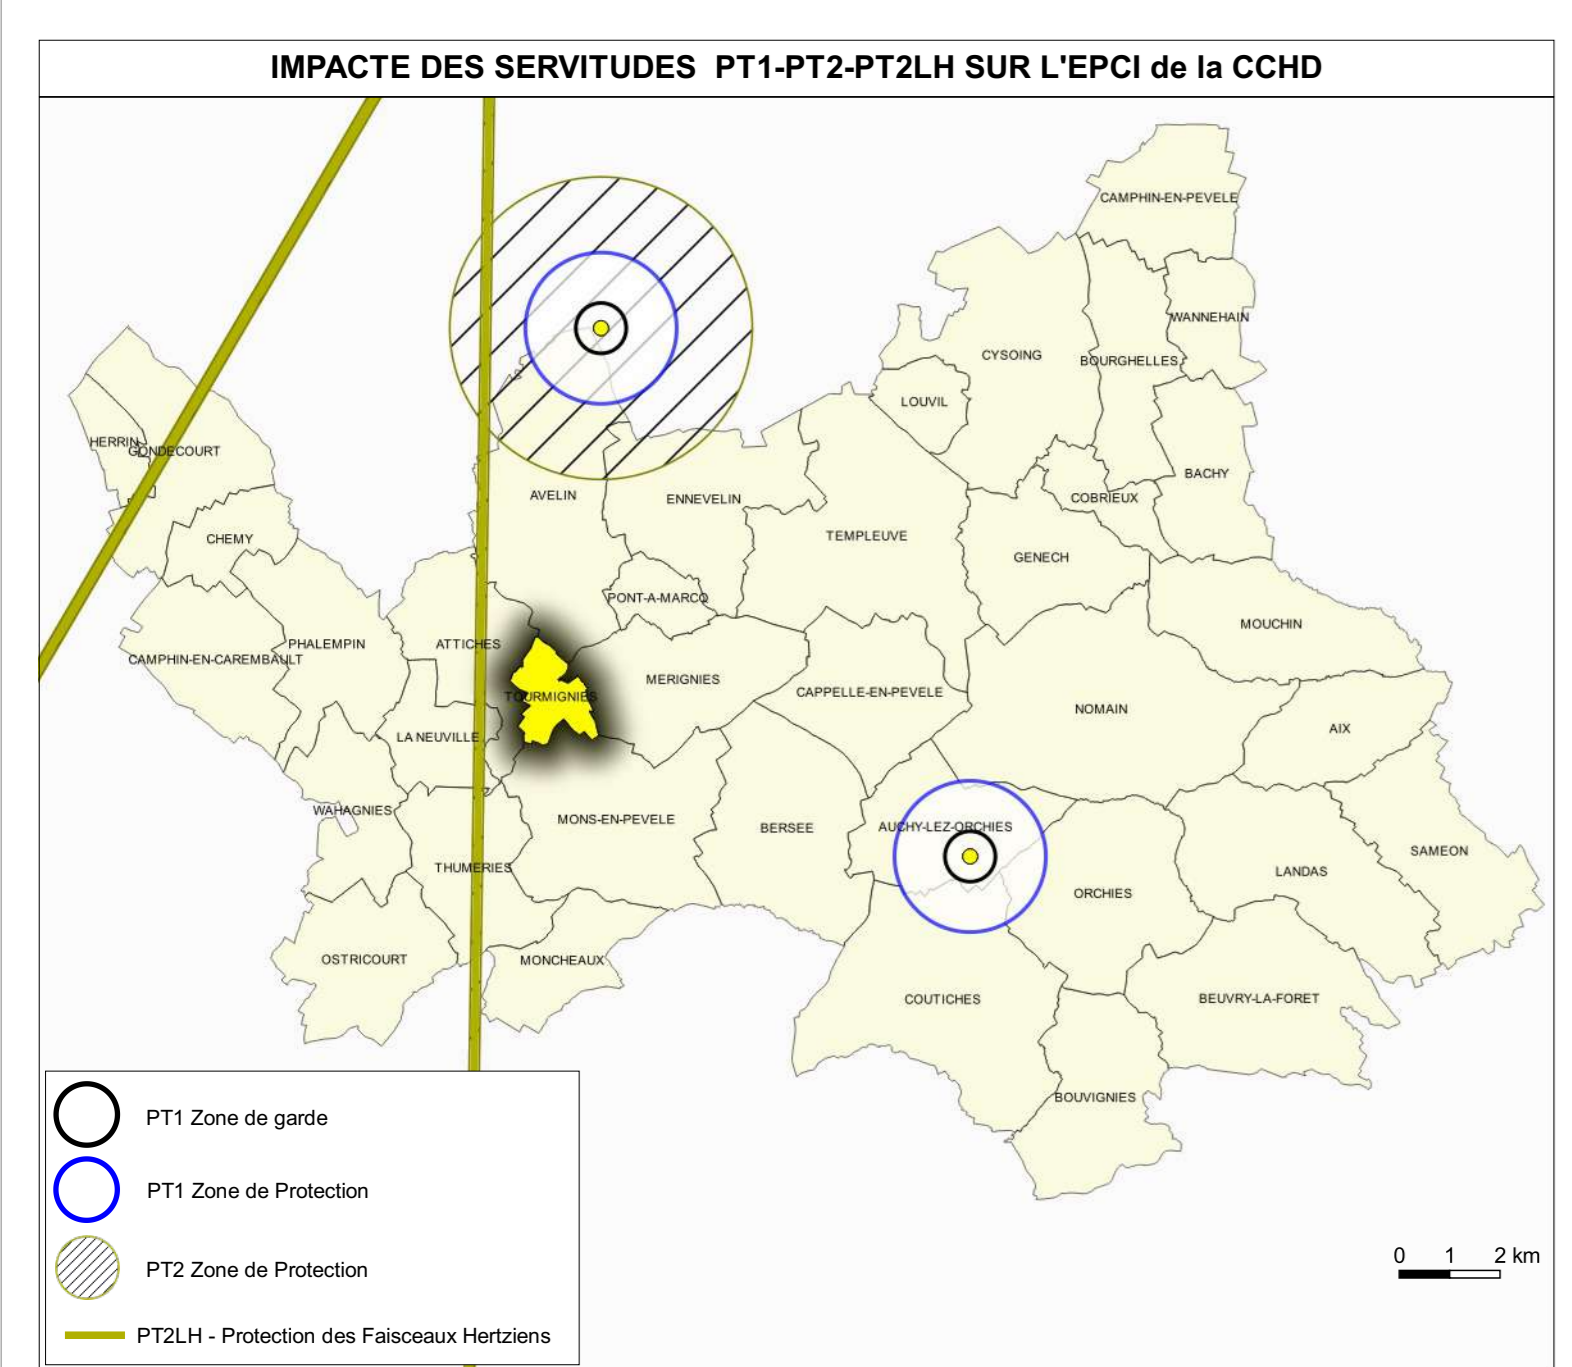 IMPACTE DES SERVITUDES PT1-PT2-PT2LH SUR L'EPCI de la CCHD
CAMPHIN-EN-PEVELE
WANNEHAIN
CYSOING
BOURGHELLES
LOUVIL
HERRIN
GONDECOURT
BACHY
AVELIN
ENNEVELIN
COBRIEUX
TEMPLEUVE
CHEMY
GENECH
PONT-A-MARCQ
MOUCHIN
PHALEMPIN
ATTICHES
CAMPHIN-EN-CAREMBAULT
MERIGNIES
CAPPELLE-EN-PEVELE
TOURMIGNIES
NOMAIN
AIX
LA NEUVILLE
WAHAGNIES
MONS-EN-PEVELE
BERSEE
AUCHY-LEZ-ORCHIES
SAMEON
THUMERIES
LANDAS
ORCHIES
OSTRICOURT
MONCHEAUX
COUTICHES
BEUVRY-LA-FORET
BOUVIGNIES
PT1 Zone de garde
PT1 Zone de Protection
PT2 Zone de Protection
PT2LH - Protection des Faisceaux Hertziens
0 1 2 km